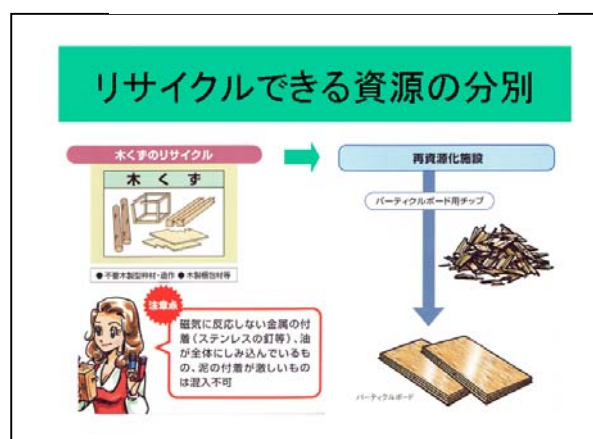 リサイクルできる資源の分別
木くずのリサイクル
木くず
●不要木製型枠材・造作 ●木製梱包材等
注意点
磁気に反応しない金属の付
着(ステンレスの釘等)、油
が全体にしみ込んでいるも
の、泥の付着が激しいもの
は混入不可
再資源化施設
パーティクルボード用チップ
パーティクルボード